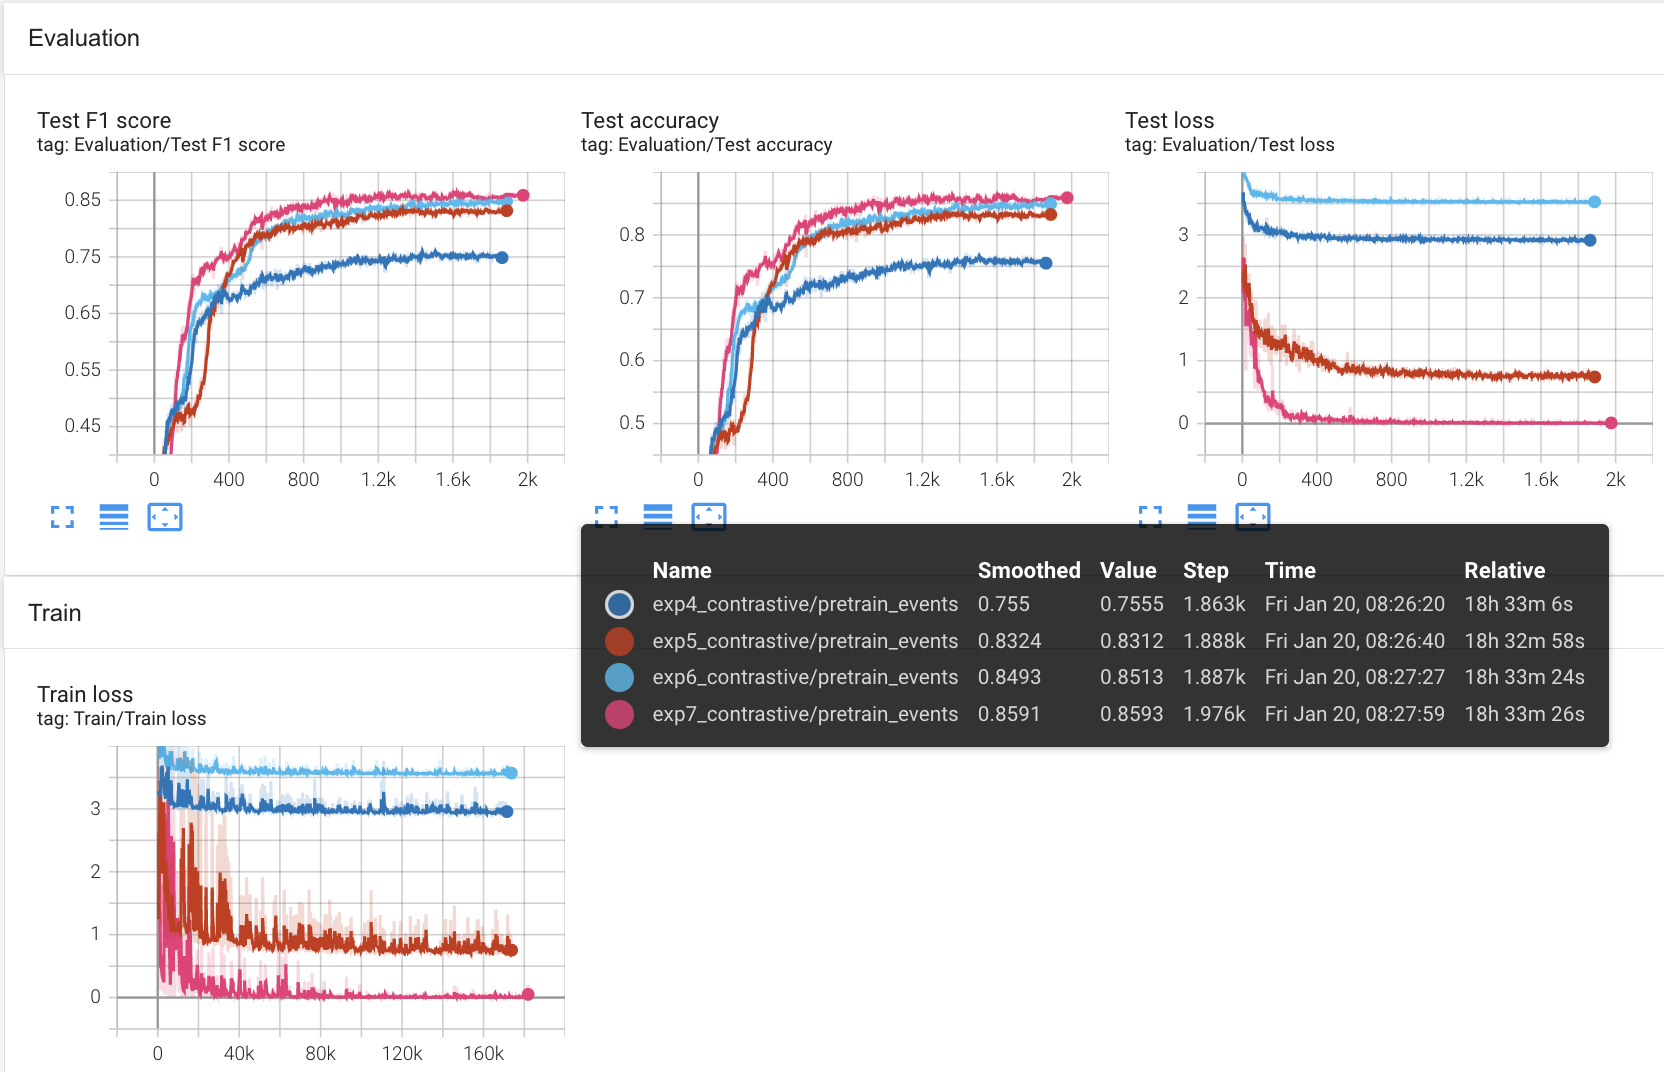 Evaluation
Test F1 score
tag: Evaluation/Test F1 score
0.85
0.75
0.65
0.55
0.45
0 400 800 1.2k 1.6k 2k
Test accuracy
tag: Evaluation/Test accuracy
0.8
0.7
0.6
0.5
0 400 800 1.2k 1.6k 2k
Test loss
tag: Evaluation/Test loss
3
2
1
0
0 400 800 1.2k 1.6k 2k
Name Smoothed Value Step Time Relative
exp4_contrastive/pretrain_events 0.755 0.7555 1.863k Fri Jan 20, 08:26:20 18h 33m 6s
exp5_contrastive/pretrain_events 0.8324 0.8312 1.888k Fri Jan 20, 08:26:40 18h 32m 58s
exp6_contrastive/pretrain_events 0.8493 0.8513 1.887k Fri Jan 20, 08:27:27 18h 33m 24s
exp7_contrastive/pretrain_events 0.8591 0.8593 1.976k Fri Jan 20, 08:27:59 18h 33m 26s
Train
Train loss
tag: Train/Train loss
3
2
1
0
0 40k 80k 120k 160k